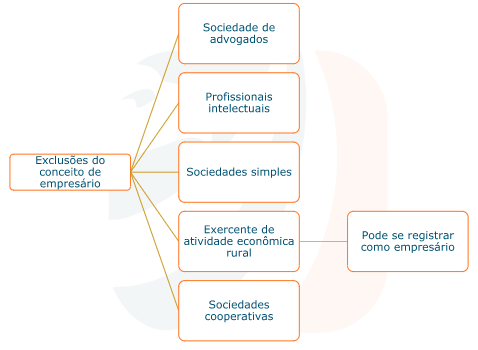 Sociedade de
advogados
Profissionais
intelectuais
Exclusões do
conceito de
empresário
Sociedades simples
Exercente de
atividade econômica
rural
Pode se registrar
como empresário
Sociedades
cooperativas